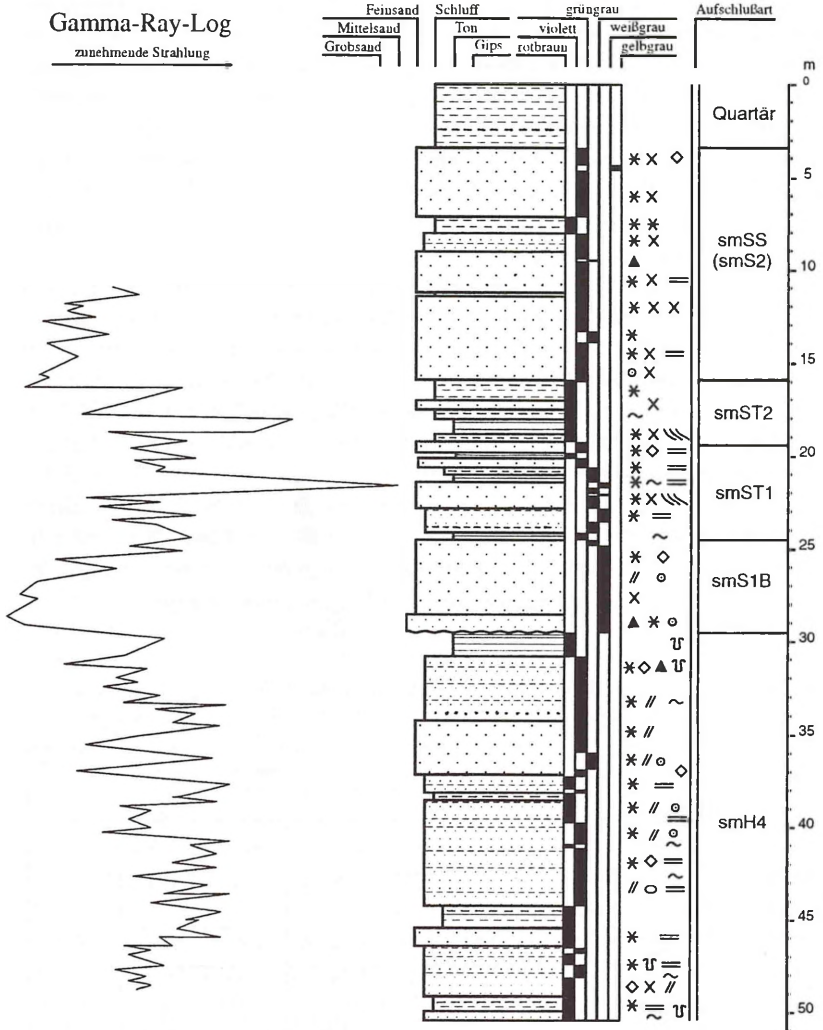 Gamma-Ray-Log
zunehmende Strahlung
Feinsand
Mittelsand
Grobsand
Schluff
Ton
Gips
grüngrau
violett
rotbraun
weißgrau
gelbgrau
Aufschlußart
m
0
5
10
15
20
25
30
35
40
45
50
Quartär
smSS
(smS2)
smST2
smST1
smS1B
smH4